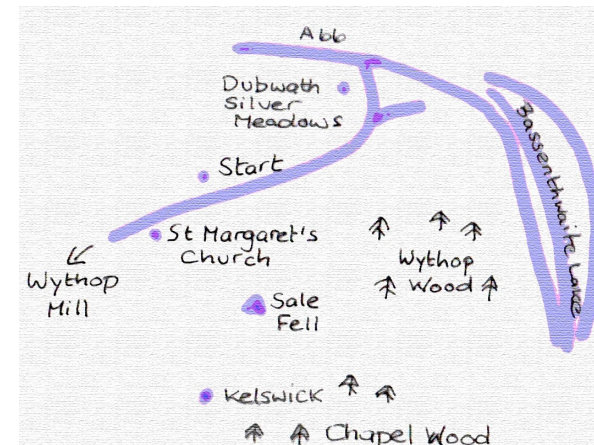 A66
Dubwath
Silver
Meadows
Bassenthwaite Lake
Start
St Margaret's
Church
Wythop
Mill
Wythop
Wood
Sale
Fell
Kelswick
Chapel Wood